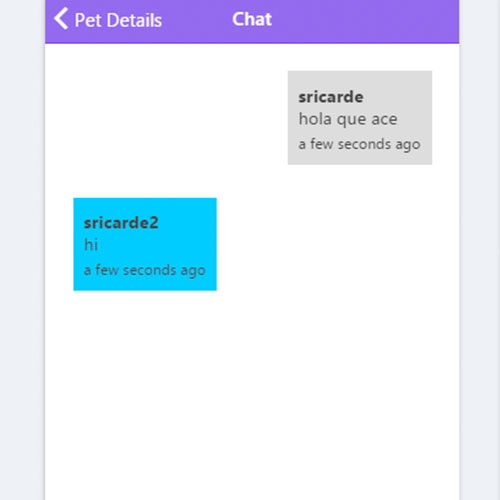 Pet Details Chat
sricarde
hola que ace
a few seconds ago
sricarde2
hi
a few seconds ago